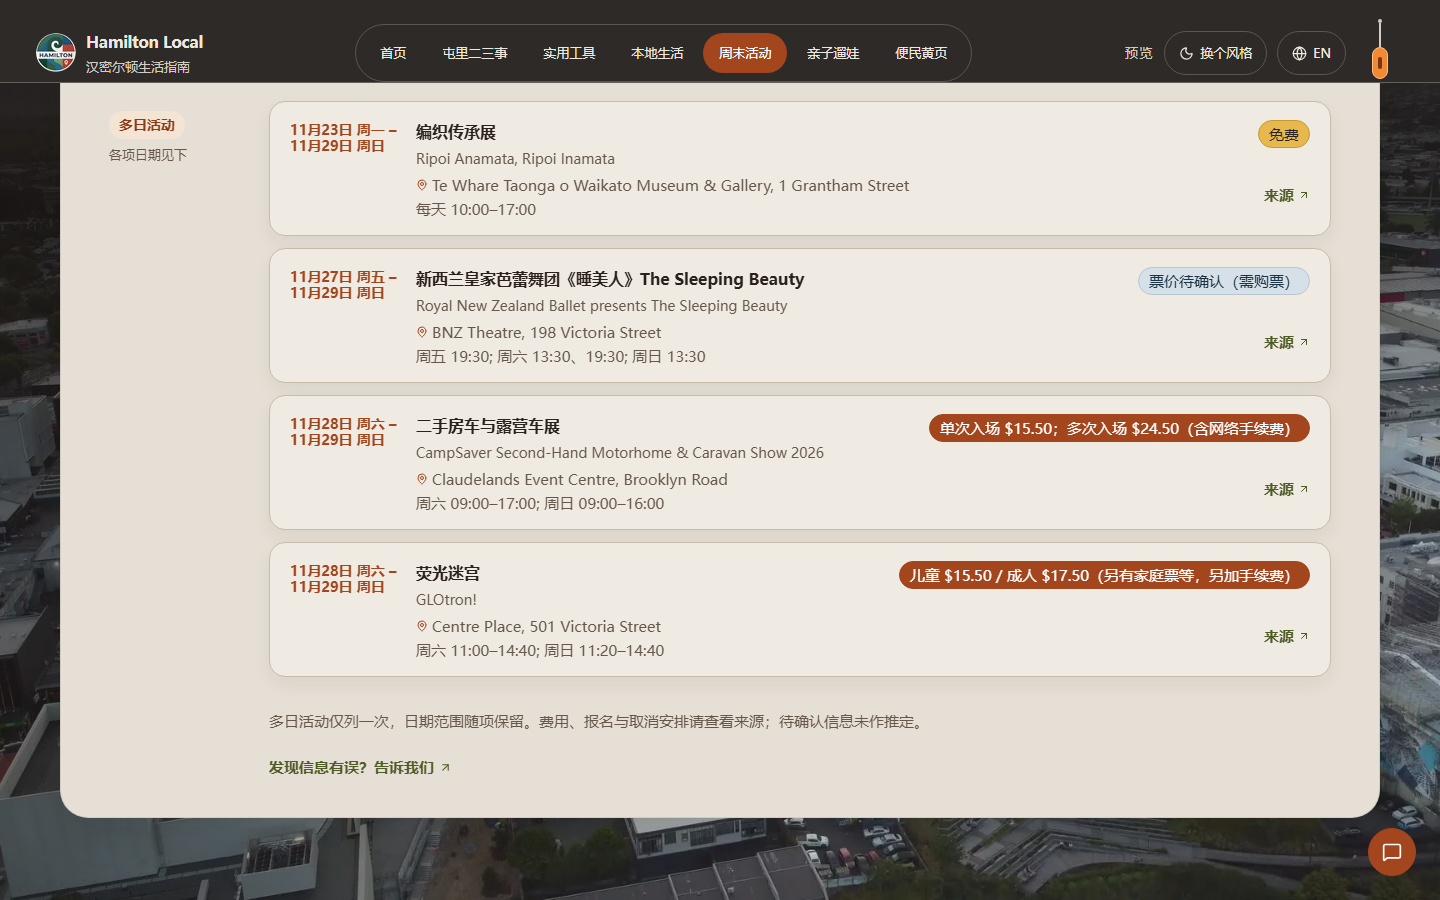 Hamilton Local
汉密尔顿生活指南
首页
屯里二三事
实用工具
本地生活
周末活动
亲子遛娃
便民黄页
预览
换个风格
EN
多日活动
各项日期见下
11月23日 周一 –
11月29日 周日
编织传承展
免费
Ripoi Anamata, Ripoi Inamata
Te Whare Taonga o Waikato Museum & Gallery, 1 Grantham Street
来源
每天 10:00–17:00
11月27日 周五 –
11月29日 周日
新西兰皇家芭蕾舞团《睡美人》The Sleeping Beauty
票价待确认（需购票）
Royal New Zealand Ballet presents The Sleeping Beauty
BNZ Theatre, 198 Victoria Street
来源
周五 19:30; 周六 13:30、19:30; 周日 13:30
11月28日 周六 –
11月29日 周日
二手房车与露营车展
单次入场 $15.50；多次入场 $24.50（含网络手续费）
CampSaver Second-Hand Motorhome & Caravan Show 2026
Claudelands Event Centre, Brooklyn Road
来源
周六 09:00–17:00; 周日 09:00–16:00
11月28日 周六 –
11月29日 周日
荧光迷宫
儿童 $15.50 / 成人 $17.50（另有家庭票等，另加手续费）
GLOtron!
Centre Place, 501 Victoria Street
来源
周六 11:00–14:40; 周日 11:20–14:40
多日活动仅列一次，日期范围随项保留。费用、报名与取消安排请查看来源；待确认信息未作推定。
发现信息有误？告诉我们